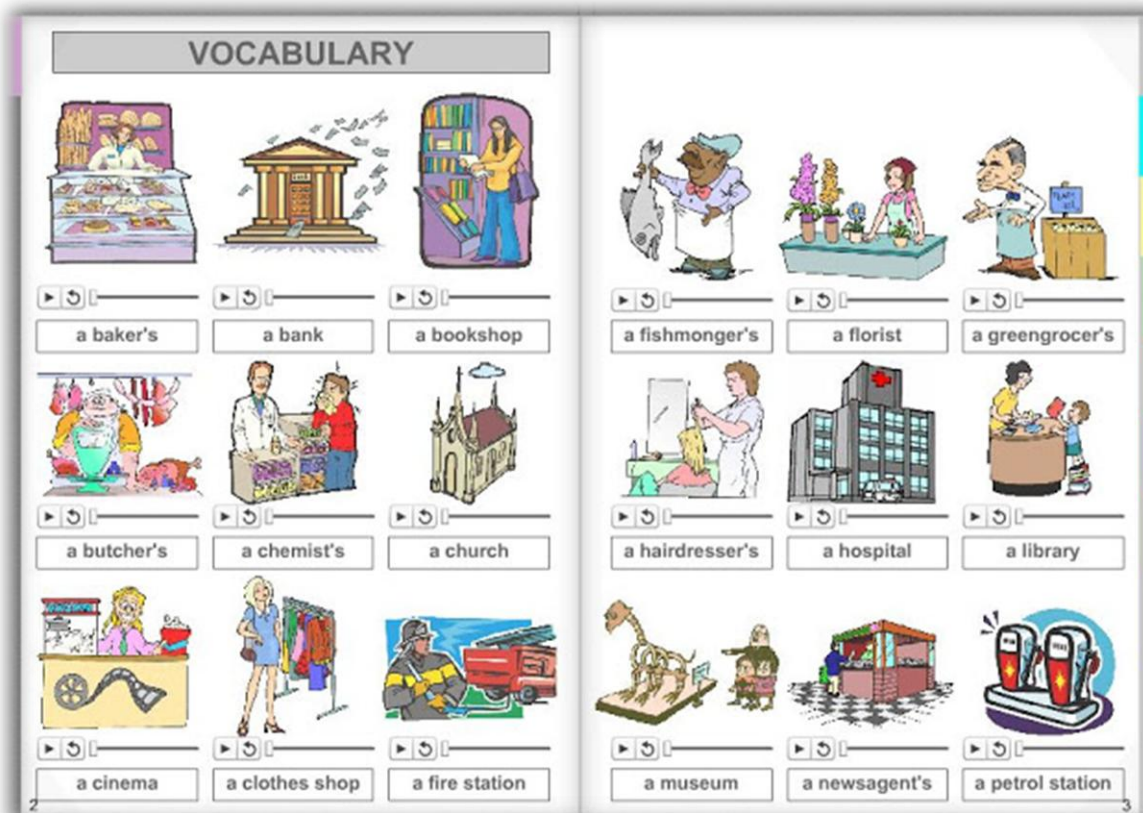 VOCABULARY
a baker's
a bank
a bookshop
a butcher's
a chemist's
a church
a cinema
a clothes shop
a fire station
2
a fishmonger's
a florist
a greengrocer's
a hairdresser's
a hospital
a library
a museum
a newsagent's
a petrol station
3